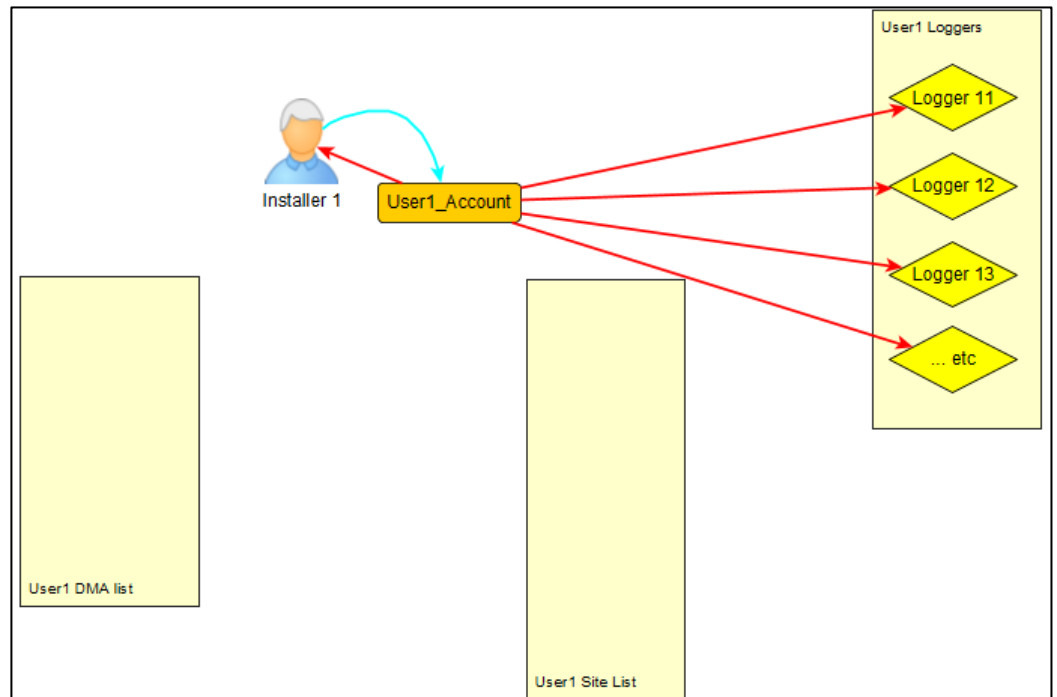 User1 Loggers
Logger 11
Installer 1
User1_Account
Logger 12
Logger 13
... etc
User1 DMA list
User1 Site List